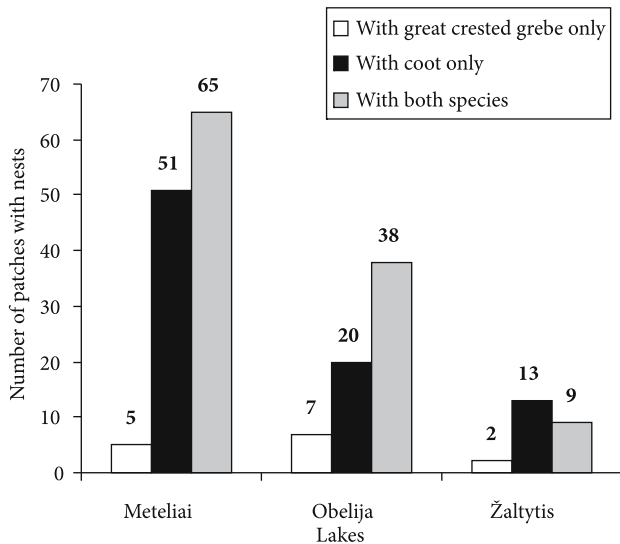 With great crested grebe only
With coot only
With both species
Number of patches with nests
70
60
50
40
30
20
10
0
5
51
65
7
20
38
2
13
9
Meteliai
Obelija
Žaltytis
Lakes